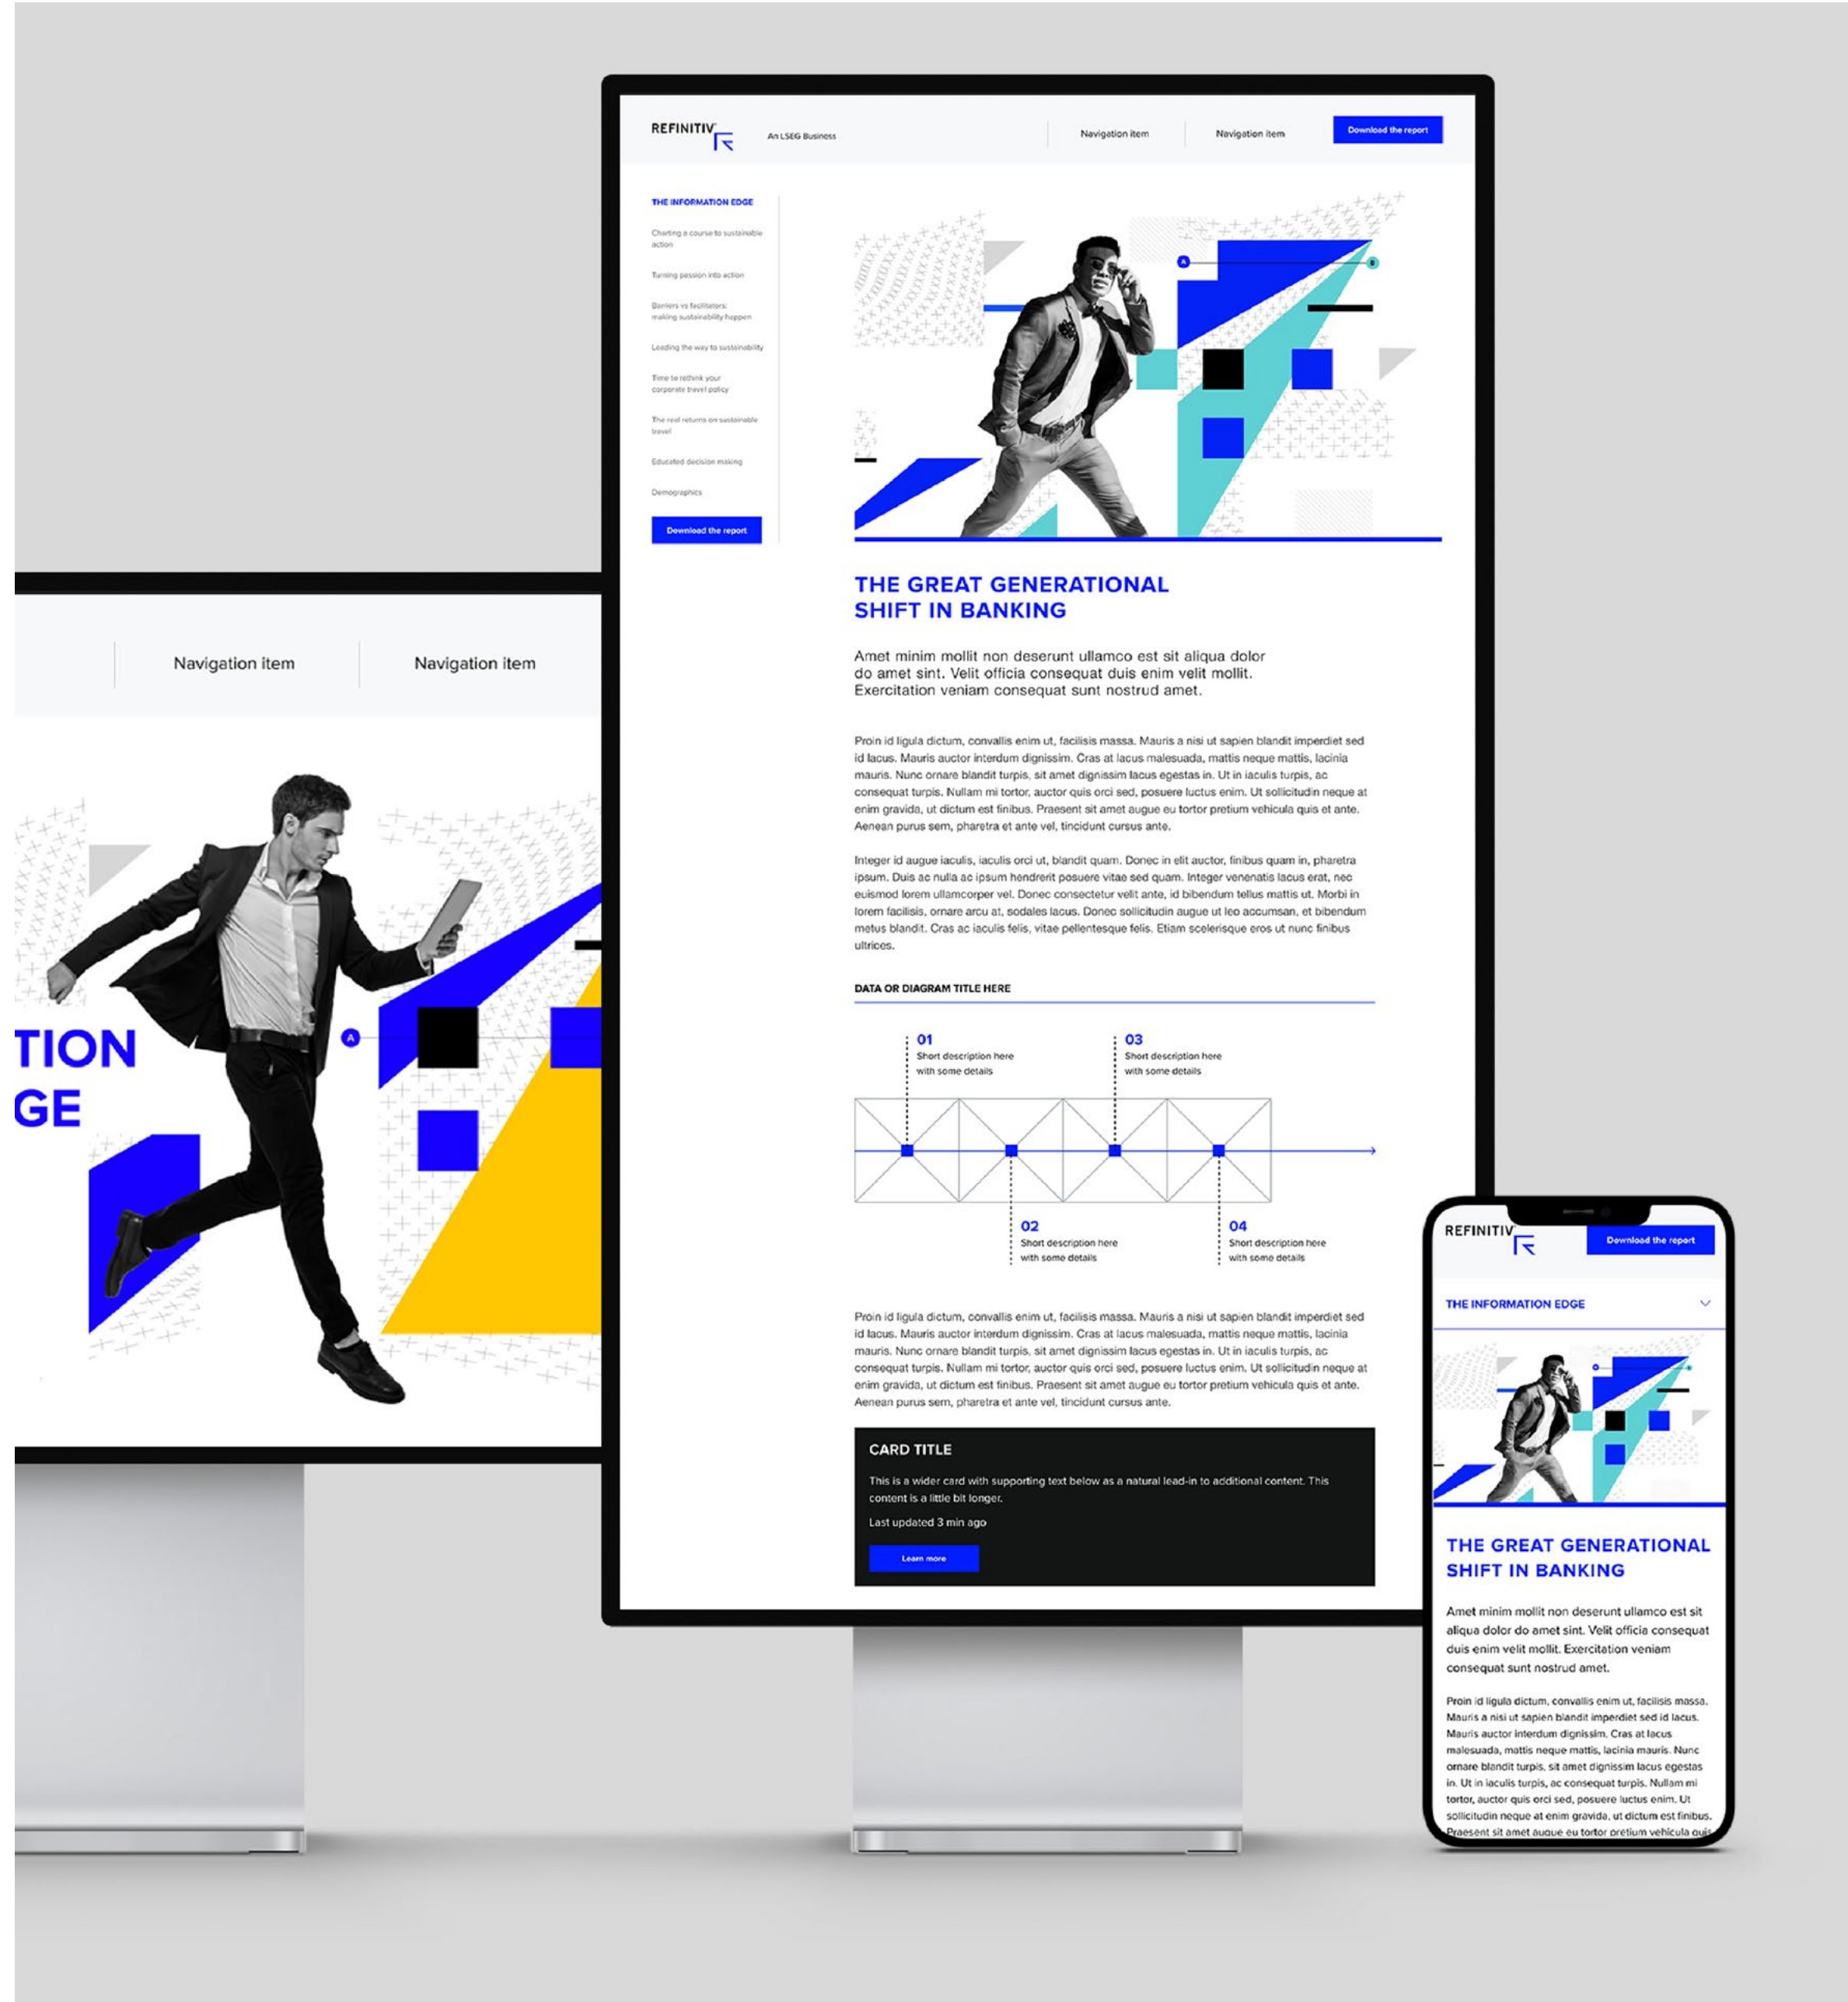 REFINITIV
An LSEG Business
Navigation item
Navigation item
Download the report
THE INFORMATION EDGE
Charting a course to sustainable
action
Turning passion into action
Barriers vs facilitators:
making sustainability happen
Leading the way to sustainability
Time to rethink your
corporate travel policy
The real returns on sustainable
travel
Educated decision making
Demographics
Download the report
A
B
THE GREAT GENERATIONAL
SHIFT IN BANKING
Amet minim mollit non deserunt ullamco est sit aliqua dolor
do amet sint. Velit officia consequat duis enim velit mollit.
Exercitation veniam consequat sunt nostrud amet.
Proin id ligula dictum, convallis enim ut, facilisis massa. Mauris a nisi ut sapien blandit imperdiet sed
id lacus. Mauris auctor interdum dignissim. Cras at lacus malesuada, mattis neque mattis, lacinia
mauris. Nunc ornare blandit turpis, sit amet dignissim lacus egestas in. Ut in iaculis turpis, ac
consequat turpis. Nullam mi tortor, auctor quis orci sed, posuere luctus enim. Ut sollicitudin neque at
enim gravida, ut dictum est finibus. Praesent sit amet augue eu tortor pretium vehicula quis et ante.
Aenean purus sem, pharetra et ante vel, tincidunt cursus ante.
Integer id augue iaculis, iaculis orci ut, blandit quam. Donec in elit auctor, finibus quam in, pharetra
ipsum. Duis ac nulla ac ipsum hendrerit posuere vitae sed quam. Integer venenatis lacus erat, nec
euismod lorem ullamcorper vel. Donec consectetur velit ante, id bibendum tellus mattis ut. Morbi in
lorem facilisis, ornare arcu at, sodales lacus. Donec sollicitudin augue ut leo accumsan, et bibendum
metus blandit. Cras ac iaculis felis, vitae pellentesque felis. Etiam scelerisque eros ut nunc finibus
ultrices.
DATA OR DIAGRAM TITLE HERE
01
Short description here
with some details
03
Short description here
with some details
02
Short description here
with some details
04
Short description here
with some details
Proin id ligula dictum, convallis enim ut, facilisis massa. Mauris a nisi ut sapien blandit imperdiet sed
id lacus. Mauris auctor interdum dignissim. Cras at lacus malesuada, mattis neque mattis, lacinia
mauris. Nunc ornare blandit turpis, sit amet dignissim lacus egestas in. Ut in iaculis turpis, ac
consequat turpis. Nullam mi tortor, auctor quis orci sed, posuere luctus enim. Ut sollicitudin neque at
enim gravida, ut dictum est finibus. Praesent sit amet augue eu tortor pretium vehicula quis et ante.
Aenean purus sem, pharetra et ante vel, tincidunt cursus ante.
CARD TITLE
This is a wider card with supporting text below as a natural lead-in to additional content. This
content is a little bit longer.
Last updated 3 min ago
Learn more
Navigation item
Navigation item
TION
GE
A
REFINITIV
Download the report
THE INFORMATION EDGE
THE GREAT GENERATIONAL
SHIFT IN BANKING
Amet minim mollit non deserunt ullamco est sit
aliqua dolor do amet sint. Velit officia consequat
duis enim velit mollit. Exercitation veniam
consequat sunt nostrud amet.
Proin id ligula dictum, convallis enim ut, facilisis massa.
Mauris a nisi ut sapien blandit imperdiet sed id lacus.
Mauris auctor interdum dignissim. Cras at lacus
malesuada, mattis neque mattis, lacinia mauris. Nunc
ornare blandit turpis, sit amet dignissim lacus egestas
in. Ut in iaculis turpis, ac consequat turpis. Nullam mi
tortor, auctor quis orci sed, posuere luctus enim. Ut
sollicitudin neque at enim gravida, ut dictum est finibus.
Praesent sit amet augue eu tortor pretium vehicula quis